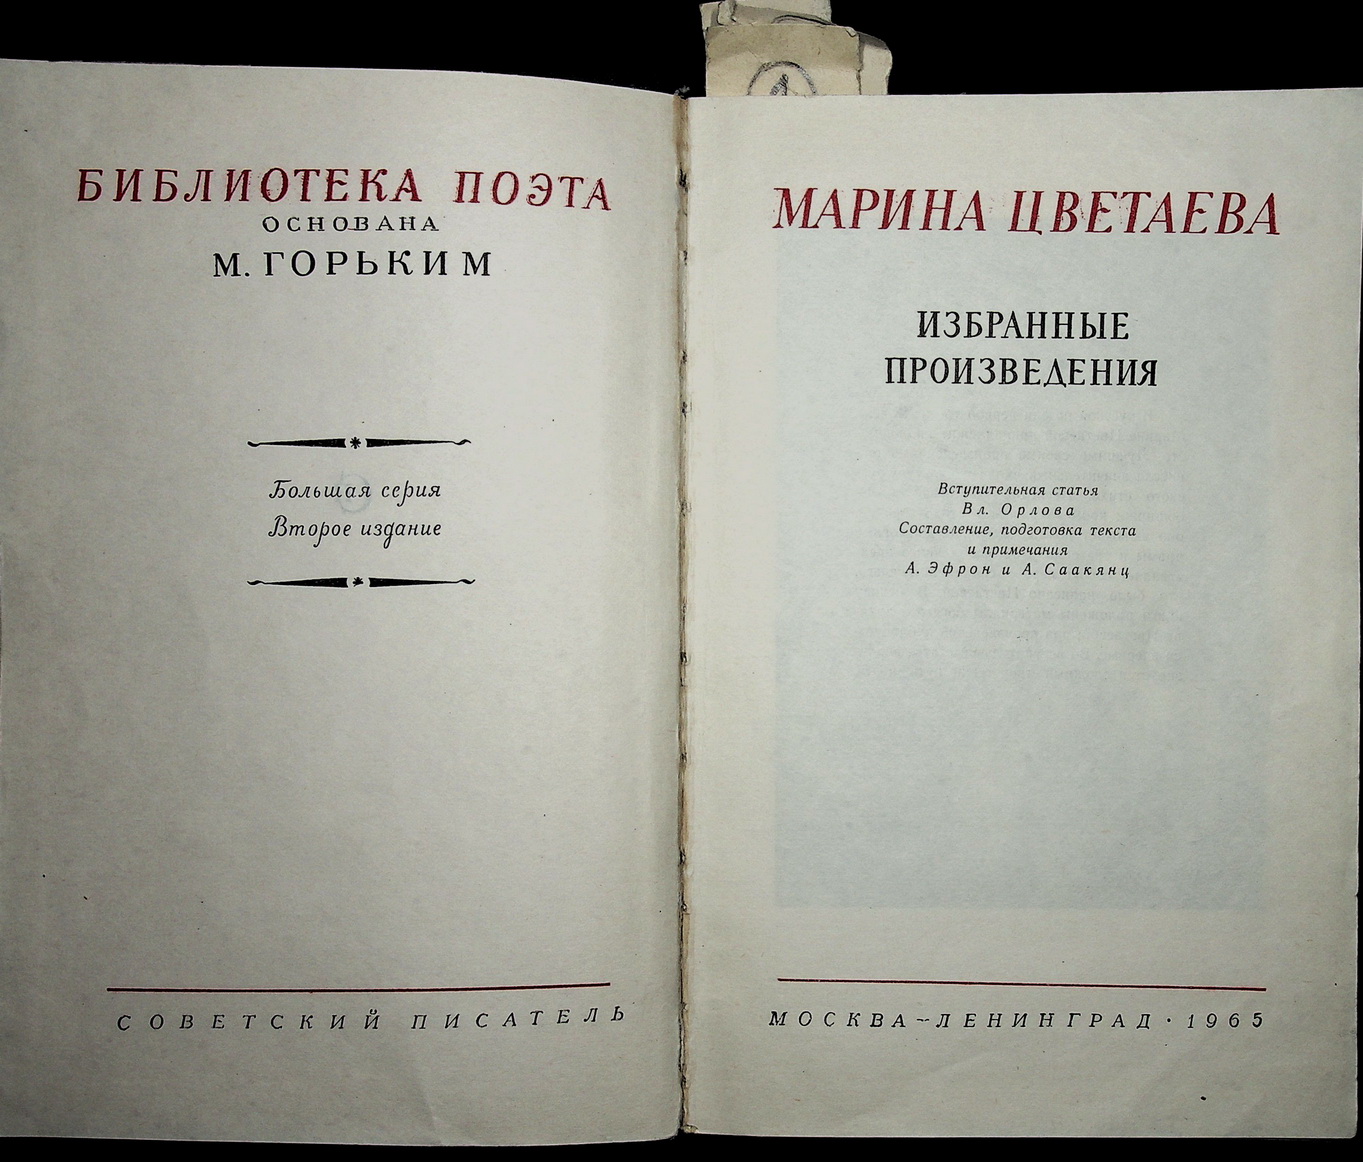 БИБЛИОТЕКА ПОЭТА
ОСНОВАНА
М. ГОРЬКИМ
Большая серия
Второе издание
СОВЕТСКИЙ ПИСАТЕЛЬ
МАРИНА ЦВЕТАЕВА
ИЗБРАННЫЕ
ПРОИЗВЕДЕНИЯ
Вступительная статья
Вл. Орлова
Составление, подготовка текста
и примечания
А. Эфрон и А. Саакянц
МОСКВА–ЛЕНИНГРАД · 1965